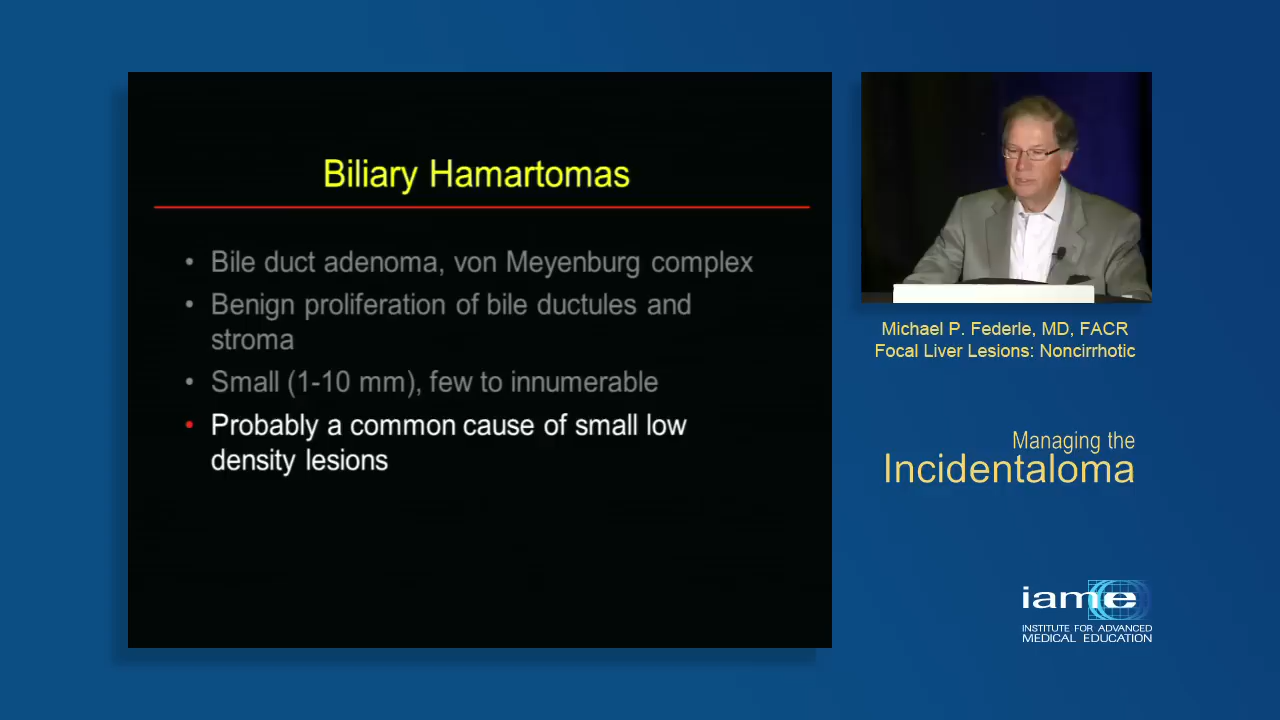 Biliary Hamartomas
• Bile duct adenoma, von Meyenburg complex
• Benign proliferation of bile ductules and
stroma
• Small (1-10 mm), few to innumerable
• Probably a common cause of small low
density lesions
Michael P. Federle, MD, FACR
Focal Liver Lesions: Noncirrhotic
Managing the
Incidentaloma
iame
INSTITUTE FOR ADVANCED
MEDICAL EDUCATION